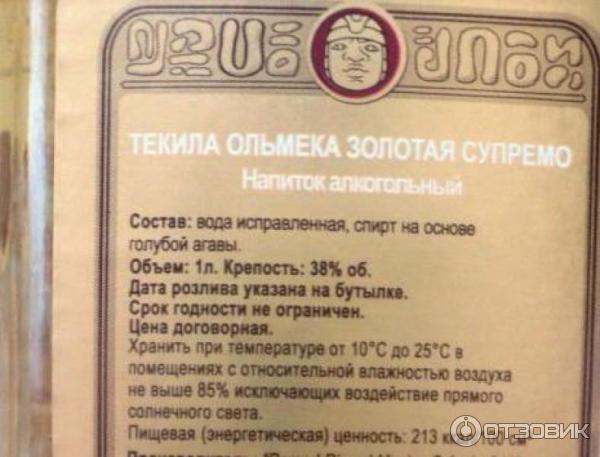 ТЕКИЛА ОЛЬМЕКА ЗОЛОТАЯ СУПРЕМО
Напиток алкогольный
Состав: вода исправленная, спирт на основе
голубой агавы.
Объем: 1л. Крепость: 38% об.
Дата розлива указана на бутылке.
Срок годности не ограничен.
Цена договорная.
Хранить при температуре от 10°С до 25°С в
помещениях с относительной влажностью воздуха
не выше 85% исключающих воздействие прямого
солнечного света.
Пищевая (энергетическая) ценность: 213 100 см³
ОТЗОВИК